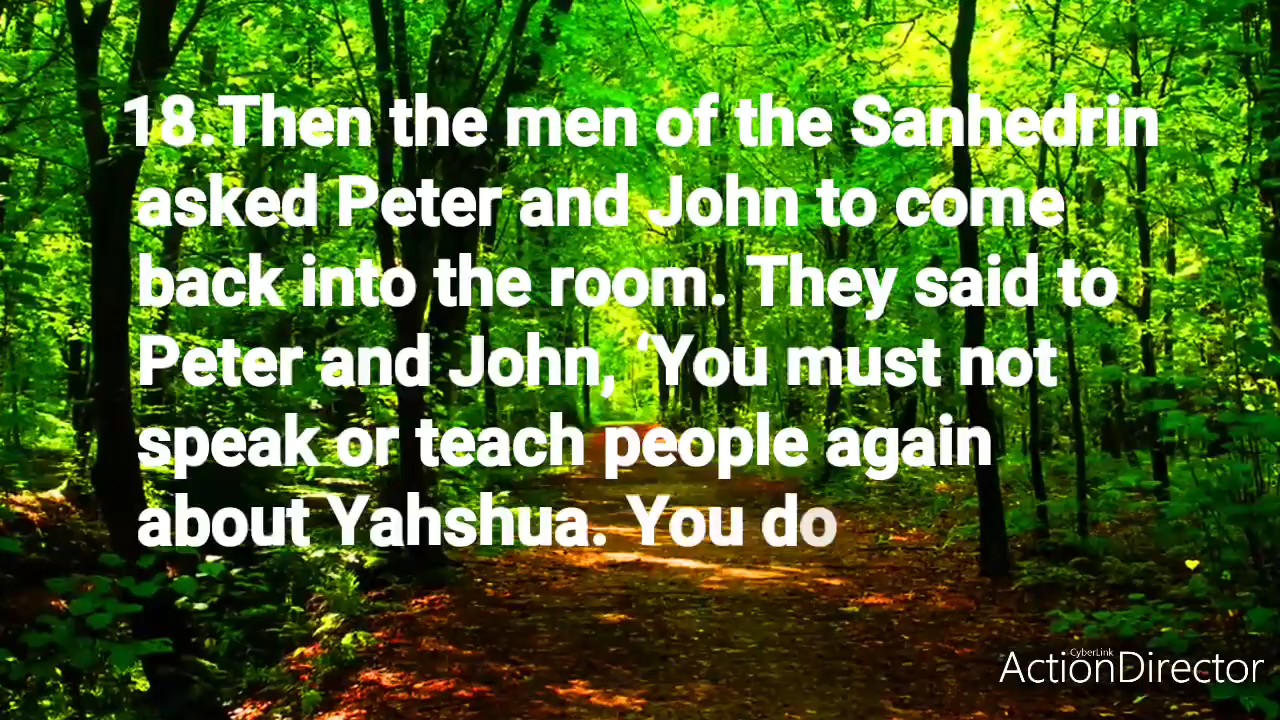 18.Then the men of the Sanhedrin
asked Peter and John to come
back into the room. They said to
Peter and John, ‘You must not
speak or teach people again
about Yahshua. You do
CyberLink
ActionDirector